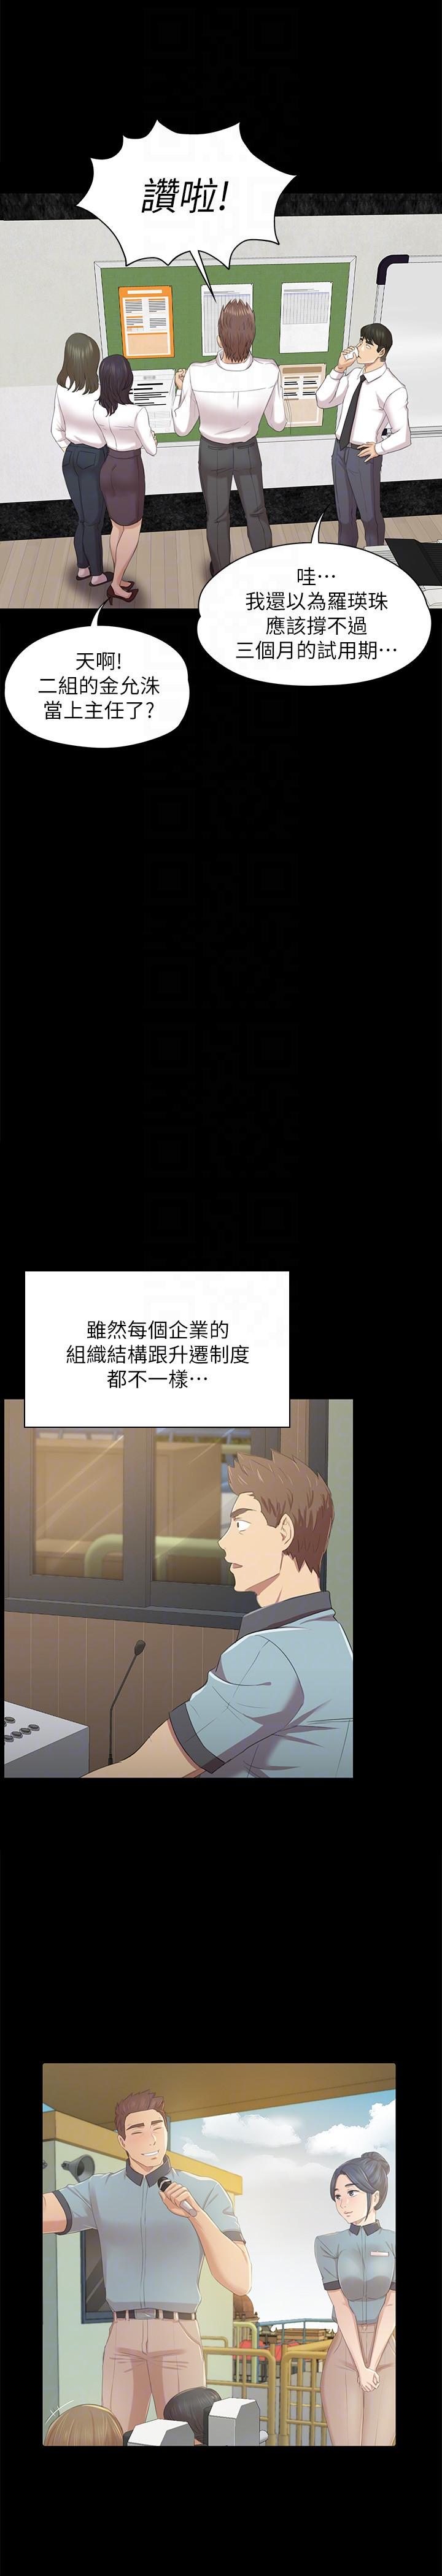 讚啦!
哇⋯
我還以為羅瑛珠
應該撐不過
三個月的試用期⋯
天啊!
二組的金允洙
當上主任了?
雖然每個企業的
組織結構跟升遷制度
都不一樣⋯